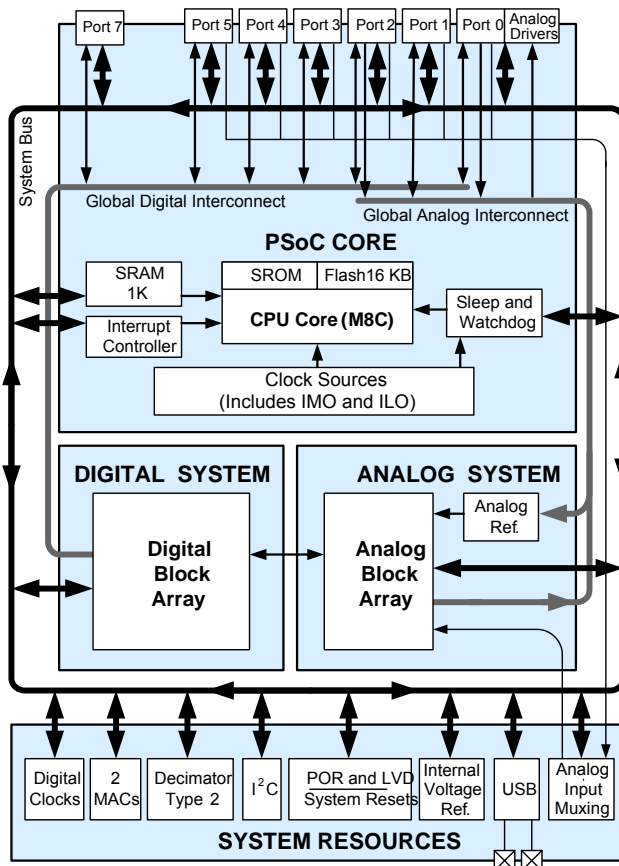 Port 7
Port 5
Port 4
Port 3
Port 2
Port 1
Port 0
Analog
Drivers
System Bus
Global Digital Interconnect
Global Analog Interconnect
PSoC CORE
SRAM
1K
SROM
Flash16 KB
CPU Core (M8C)
Sleep and
Watchdog
Interrupt
Controller
Clock Sources
(Includes IMO and ILO)
DIGITAL SYSTEM
ANALOG SYSTEM
Digital
Block
Array
Analog
Block
Array
Analog
Ref.
Digital
Clocks
2
MACs
Decimator
Type 2
I²C
POR and LVD
System Resets
Internal
Voltage
Ref.
USB
Analog
Input
Muxing
SYSTEM RESOURCES